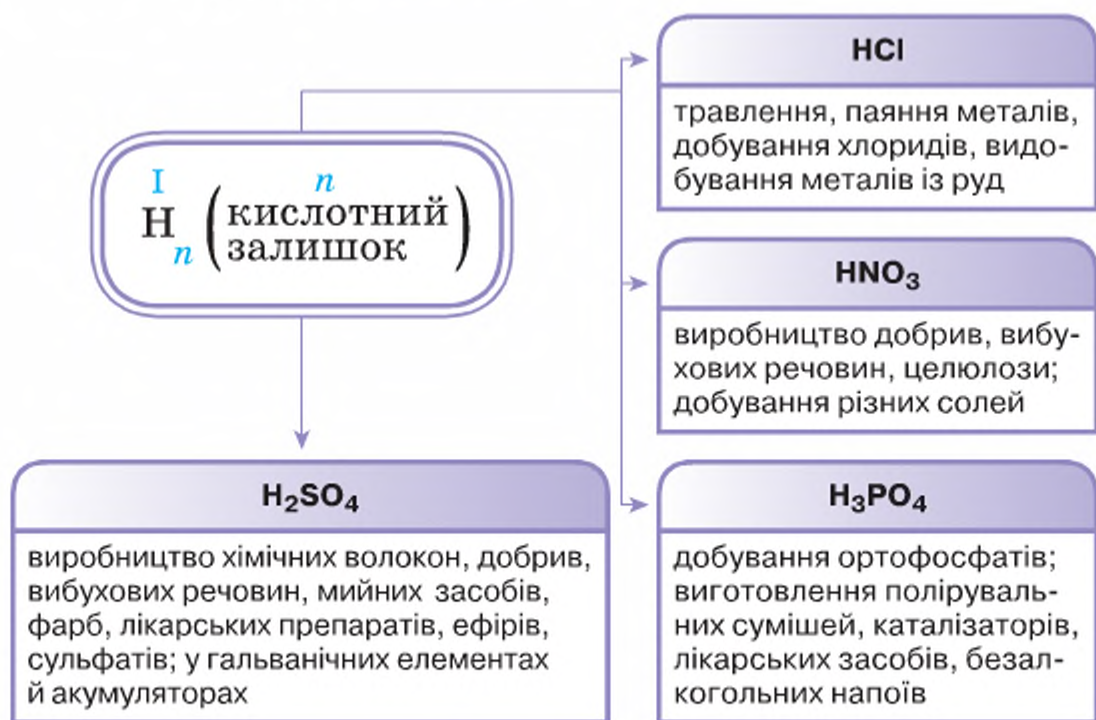 I n
H n (кислотний
залишок)
HCl
травлення, паяння металів,
добування хлоридів, видо-
бування металів із руд
HNO₃
виробництво добрив, вибу-
хових речовин, целюлози;
добування різних солей
H₂SO₄
виробництво хімічних волокон, добрив,
вибухових речовин, мийних засобів,
фарб, лікарських препаратів, ефірів,
сульфатів; у гальванічних елементах
й акумуляторах
H₃PO₄
добування ортофосфатів;
виготовлення полірyваль-
них сумішей, каталізаторів,
лікарських засобів, безал-
когольних напоїв